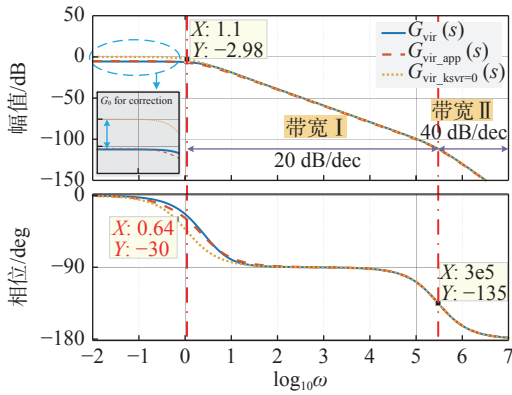 50
0
−50
−100
−150
幅值/dB
X: 1.1
Y: −2.98
G_vir (s)
G_vir_app (s)
G_vir_ksvr=0 (s)
G₀ for correction
带宽 I
带宽 II
40 dB/dec
20 dB/dec
0
−90
−180
相位/deg
X: 0.64
Y: −30
X: 3e5
Y: −135
−2 −1 0 1 2 3 4 5 6 7
log₁₀ω